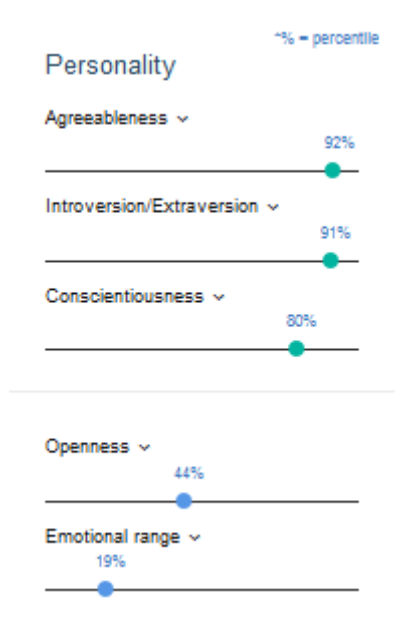 ~% = percentile
Personality
Agreeableness
92%
Introversion/Extraversion
91%
Conscientiousness
80%
Openness
44%
Emotional range
19%